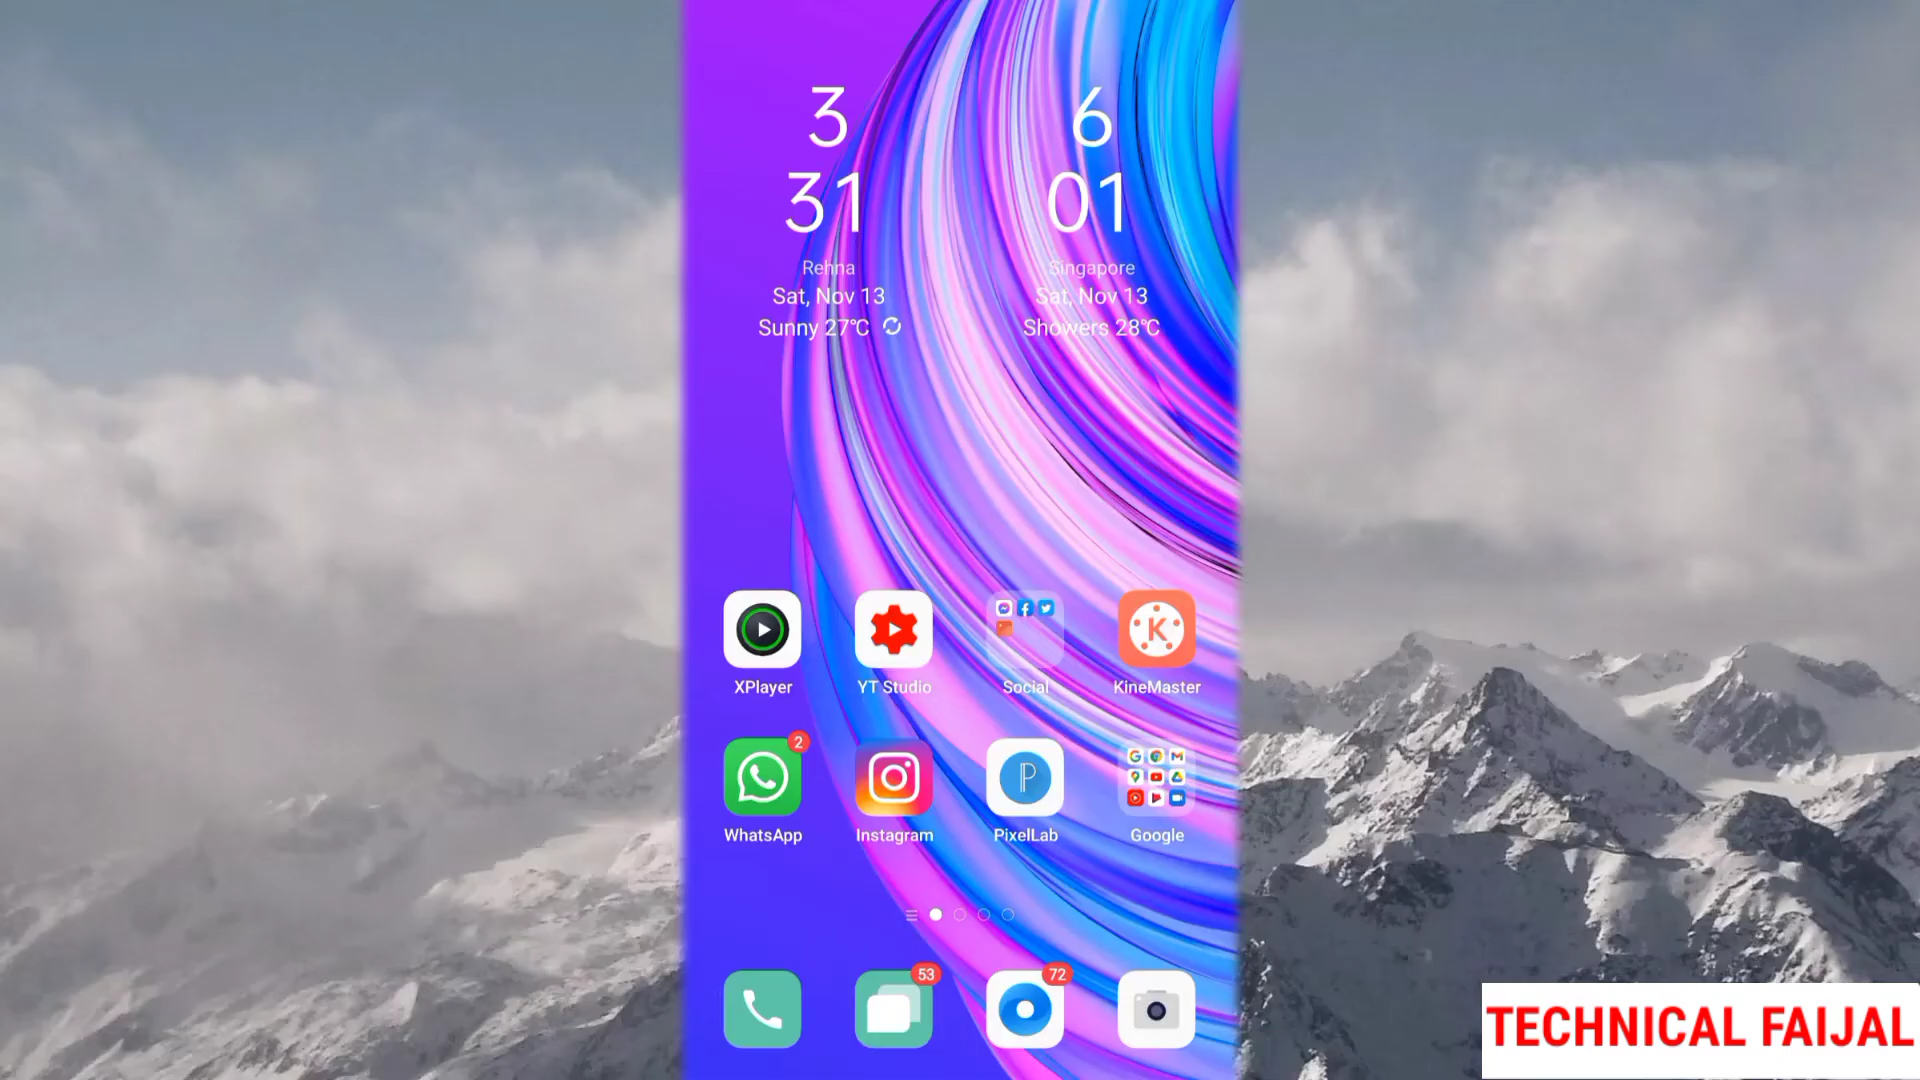 3 6
31 01
Rehna Singapore
Sat, Nov 13 Sat, Nov 13
Sunny 27℃ Showers 28℃
XPlayer YT Studio Social KineMaster
2
WhatsApp Instagram PixelLab Google
53 72
TECHNICAL FAIJAL